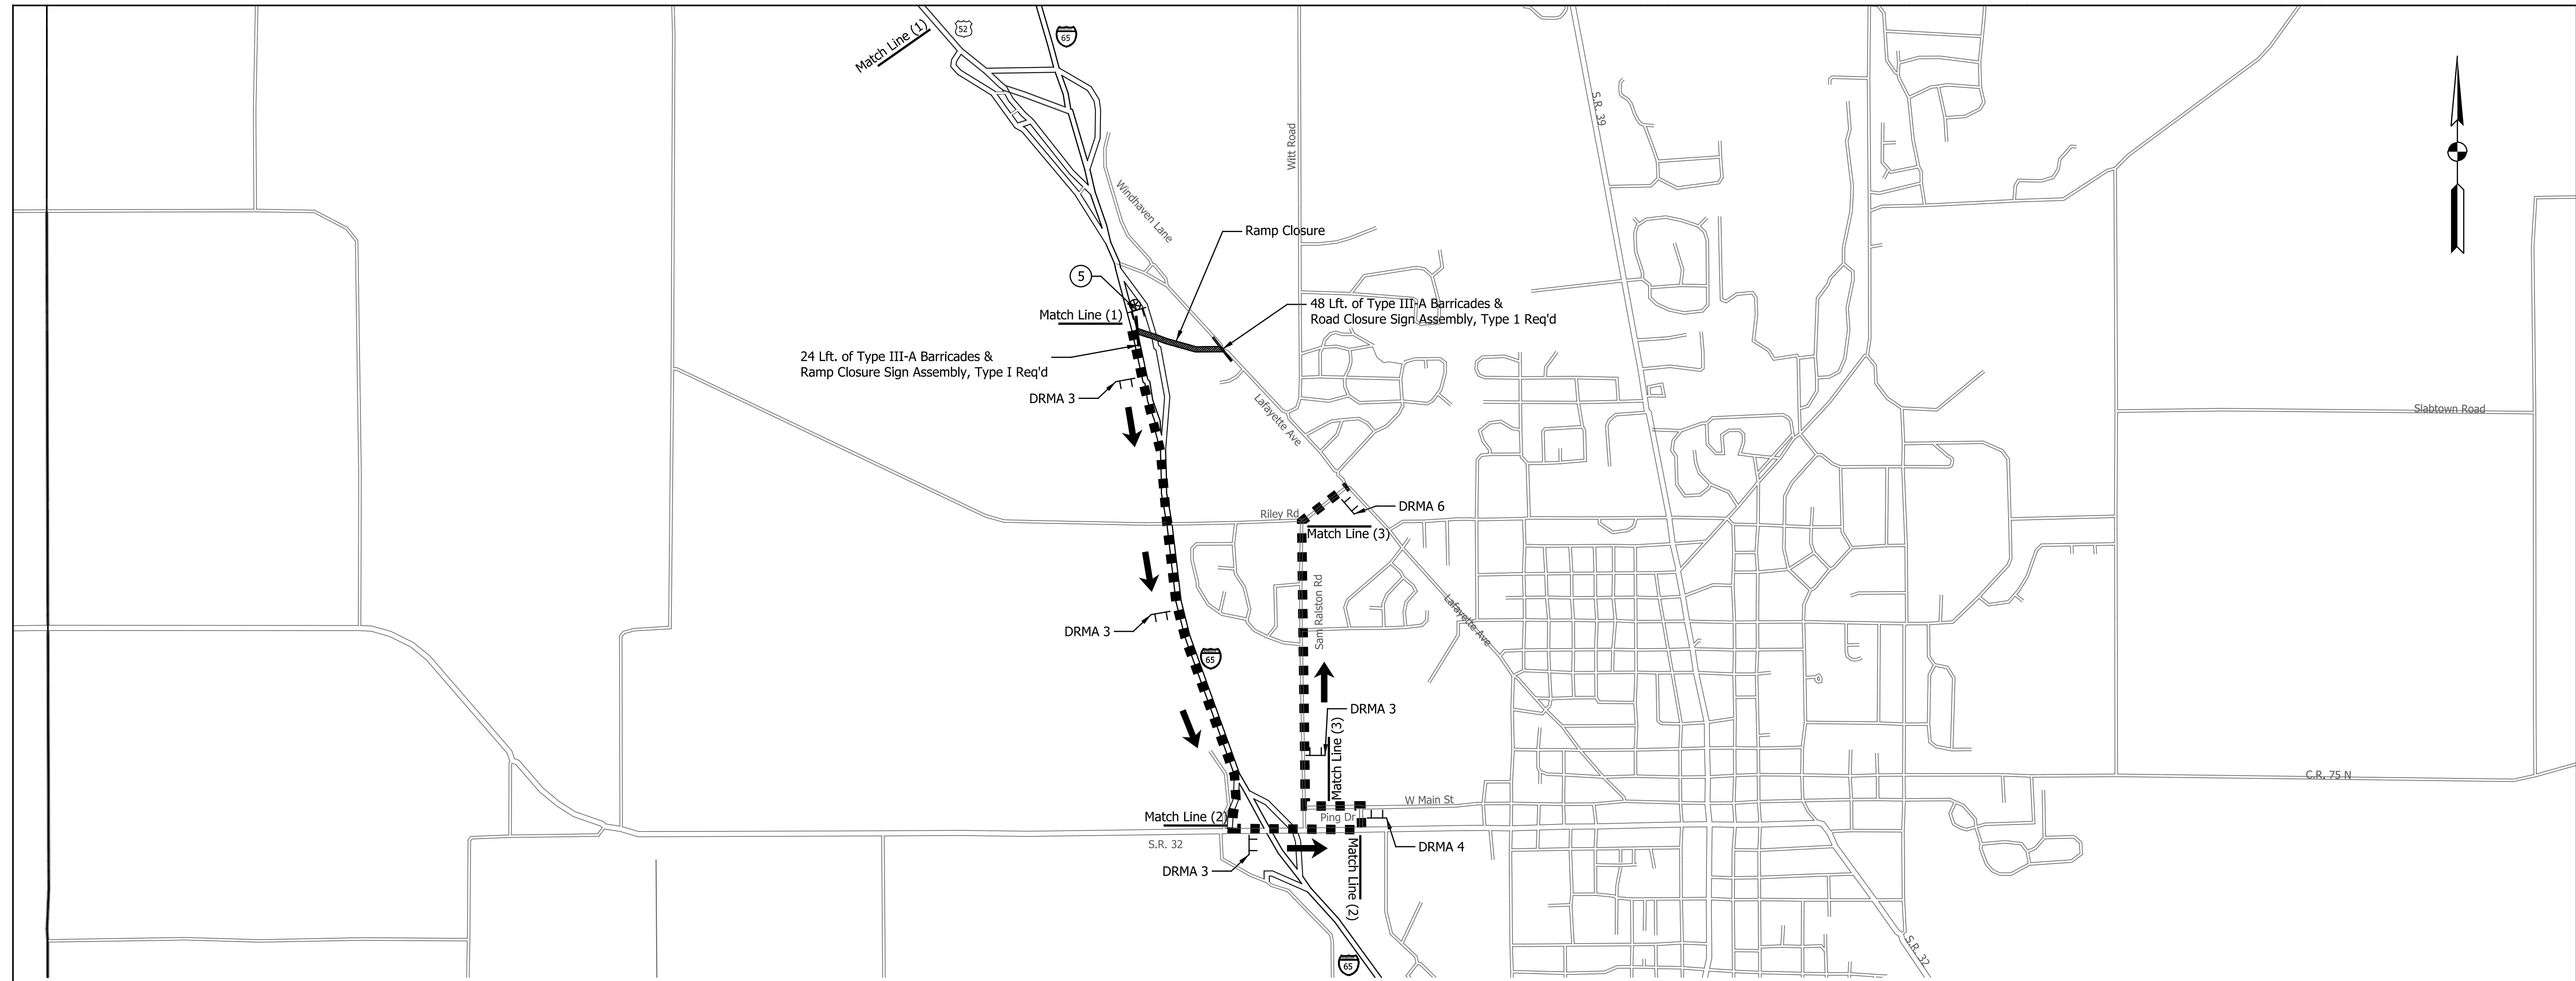 Match Line (1)
52
65
Witt Road
S.R. 39
Windhaven Lane
Ramp Closure
5
48 Lft. of Type III-A Barricades &
Road Closure Sign Assembly, Type 1 Req'd
Match Line (1)
24 Lft. of Type III-A Barricades &
Ramp Closure Sign Assembly, Type I Req'd
DRMA 3
Lafayette Ave
Slabtown Road
DRMA 6
Riley Rd
Match Line (3)
Sam Ralston Rd
Lafayette Ave
DRMA 3
65
DRMA 3
Match Line (3)
C.R. 75 N
W Main St
Match Line (2)
Ping Dr
S.R. 32
DRMA 4
DRMA 3
Match Line (2)
S.R. 32
65